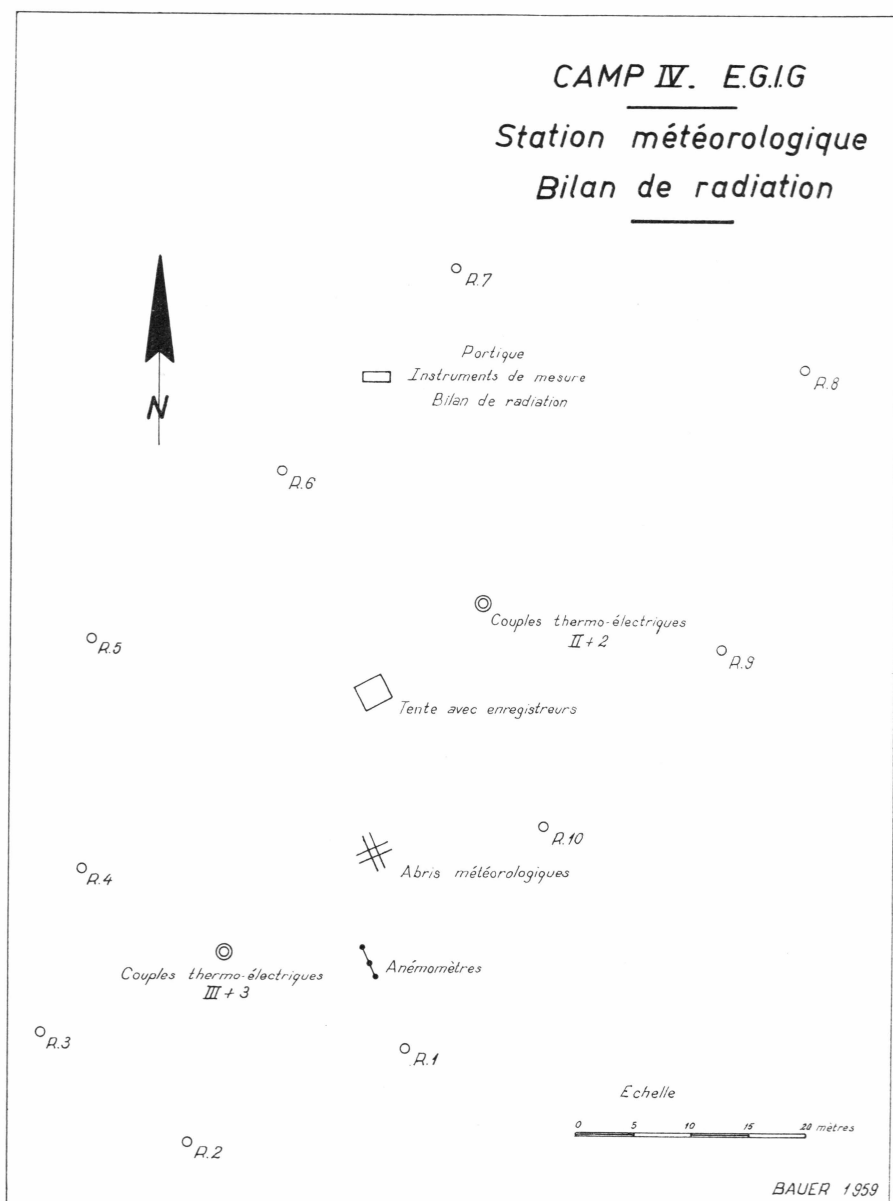 CAMP IV. E.G.I.G
Station météorologique
Bilan de radiation
R.7
N
Portique
Instruments de mesure
Bilan de radiation
R.8
R.6
Couples thermo-électriques
II + 2
R.5
R.9
Tente avec enregistreurs
R.10
Abris météorologiques
R.4
Couples thermo-électriques
III + 3
Anémomètres
R.3
R.1
Echelle
0 5 10 15 20 mètres
R.2
BAUER 1959